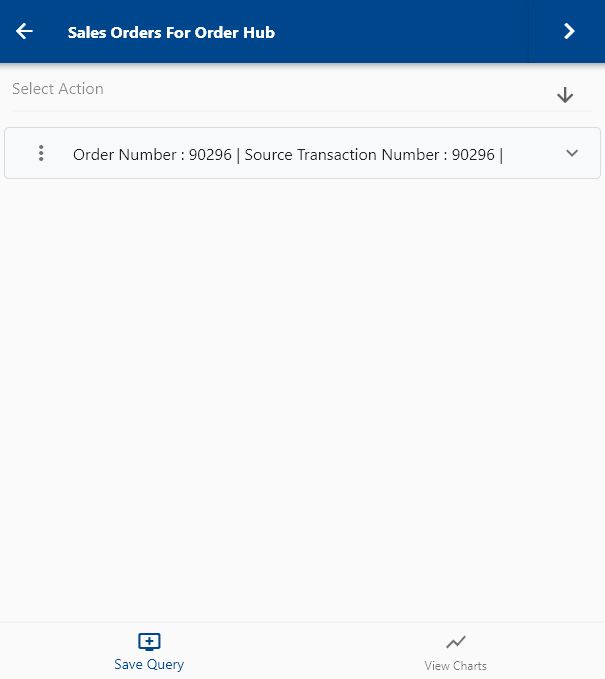 Sales Orders For Order Hub
Select Action
Order Number : 90296 | Source Transaction Number : 90296 |
Save Query
View Charts